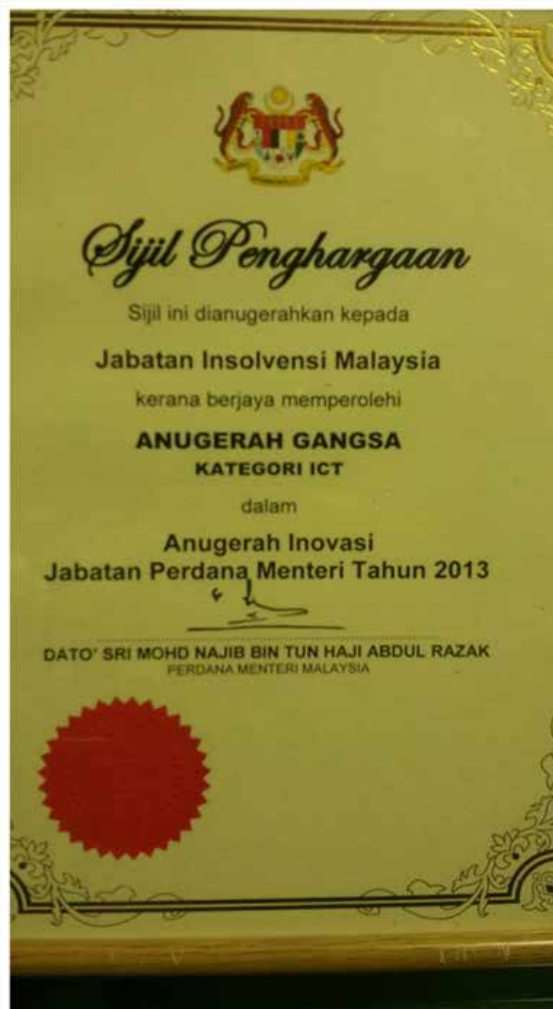 Sijil Penghargaan
Sijil ini dianugerahkan kepada
Jabatan Insolvensi Malaysia
kerana berjaya memperolehi
ANUGERAH GANGSA
KATEGORI ICT
dalam
Anugerah Inovasi
Jabatan Perdana Menteri Tahun 2013
DATO' SRI MOHD NAJIB BIN TUN HAJI ABDUL RAZAK
PERDANA MENTERI MALAYSIA